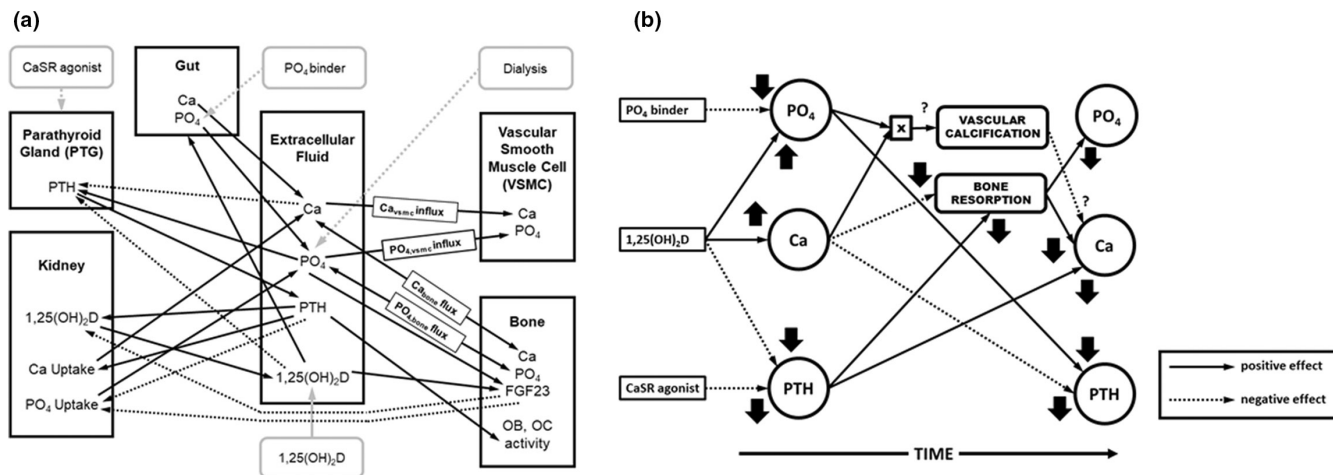 (a)
CaSR agonist
Gut
Ca
PO4
PO4 binder
Dialysis
Parathyroid
Gland (PTG)
PTH
Extracellular
Fluid
Ca
PO4
PTH
1,25(OH)2D
Vascular
Smooth
Muscle Cell
(VSMC)
Ca
PO4
Cavsmc influx
PO4,vsmc influx
Cabone flux
PO4,bone flux
Kidney
1,25(OH)2D
Ca Uptake
PO4 Uptake
Bone
Ca
PO4
FGF23
OB, OC
activity
1,25(OH)2D
(b)
PO4 binder
1,25(OH)2D
CaSR agonist
PO4
Ca
PTH
x
?
VASCULAR
CALCIFICATION
BONE
RESORPTION
?
PO4
Ca
PTH
TIME
positive effect
negative effect